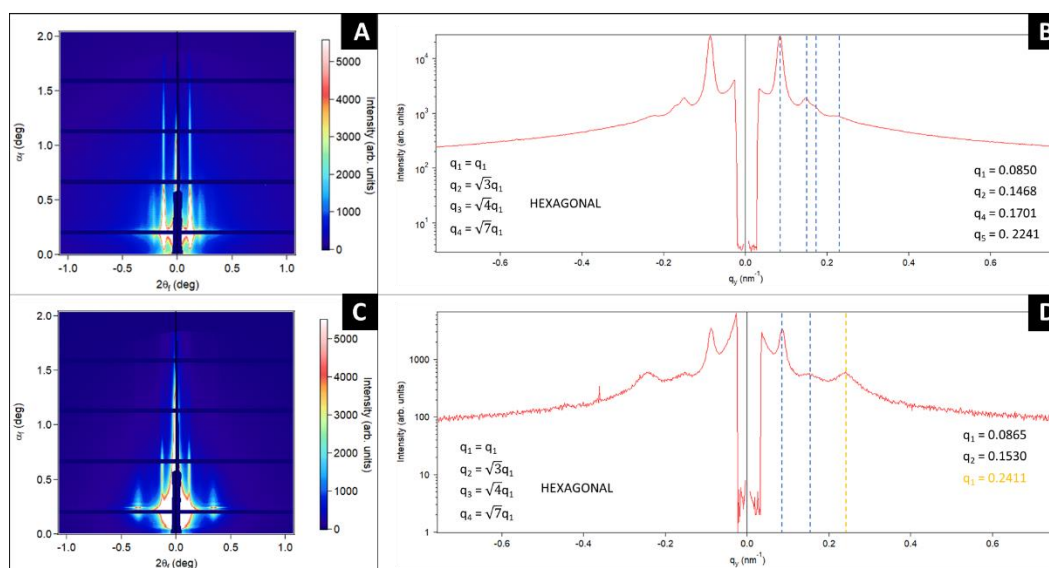 A
2.0
1.5
1.0
0.5
0.0
αf (deg)
-1.0 -0.5 0.0 0.5 1.0
2θf (deg)
5000
4000
3000
2000
1000
0
Intensity (arb. units)
B
10⁴
10³
10²
10¹
Intensity (arb. units)
q₁ = q₁
q₂ = √3q₁
q₃ = √4q₁
q₄ = √7q₁
HEXAGONAL
q₁ = 0.0850
q₂ = 0.1468
q₄ = 0.1701
q₅ = 0. 2241
-0.6 -0.4 -0.2 0.0 0.2 0.4 0.6
qy (nm⁻¹)
C
2.0
1.5
1.0
0.5
0.0
αf (deg)
-1.0 -0.5 0.0 0.5 1.0
2θf (deg)
5000
4000
3000
2000
1000
0
Intensity (arb. units)
D
1000
100
10
1
Intensity (arb. units)
q₁ = q₁
q₂ = √3q₁
q₃ = √4q₁
q₄ = √7q₁
HEXAGONAL
q₁ = 0.0865
q₂ = 0.1530
q₁ = 0.2411
-0.6 -0.4 -0.2 0.0 0.2 0.4 0.6
qy (nm⁻¹)